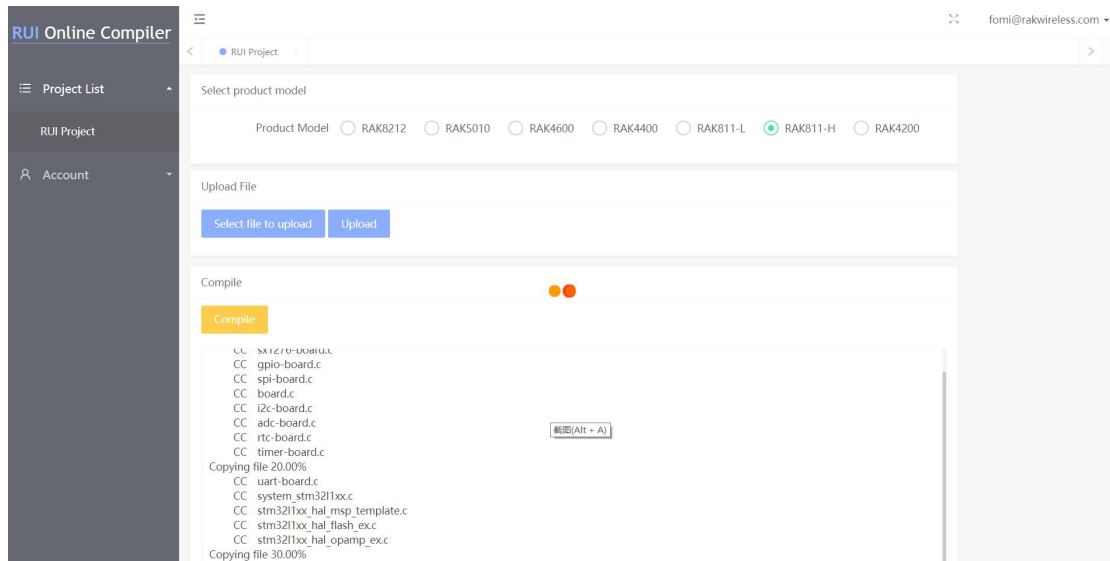 RUI Online Compiler
fomi@rakwireless.com
RUI Project
Project List
RUI Project
Account
Select product model
Product Model RAK8212 RAK5010 RAK4600 RAK4400 RAK811-L RAK811-H RAK4200
Upload File
Select file to upload Upload
Compile
Compile
CC sx1276-board.c
CC gpio-board.c
CC spi-board.c
CC board.c
CC i2c-board.c
CC adc-board.c
CC rtc-board.c
CC timer-board.c
Copying file 20.00%
CC uart-board.c
CC system_stm32l1xx.c
CC stm32l1xx_hal_msp_template.c
CC stm32l1xx_hal_flash_ex.c
CC stm32l1xx_hal_opamp_ex.c
Copying file 30.00%
截图(Alt + A)